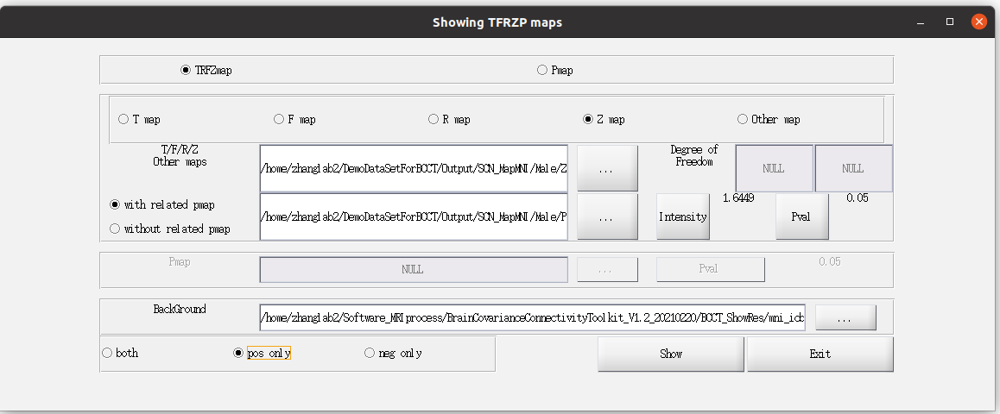 Showing TFRZP maps
TRFZmap Pmap
T map F map R map Z map Other map
T/F/R/Z
Other maps
/home/zhanglab2/DemoDataSetForBCCT/Output/SCN_MapMNI/Male/Z
...
Degree of
Freedom
NULL NULL
with related pmap
without related pmap
/home/zhanglab2/DemoDataSetForBCCT/Output/SCN_MapMNI/Male/P
...
Intensity
1.6449
Pval
0.05
Pmap NULL ... Pval 0.05
BackGround /home/zhanglab2/Software_MRIprocess/BrainCovarianceConnectivityToolkit_V1.2_20210220/BCCT_ShowRes/mni_icb ...
both pos only neg only Show Exit